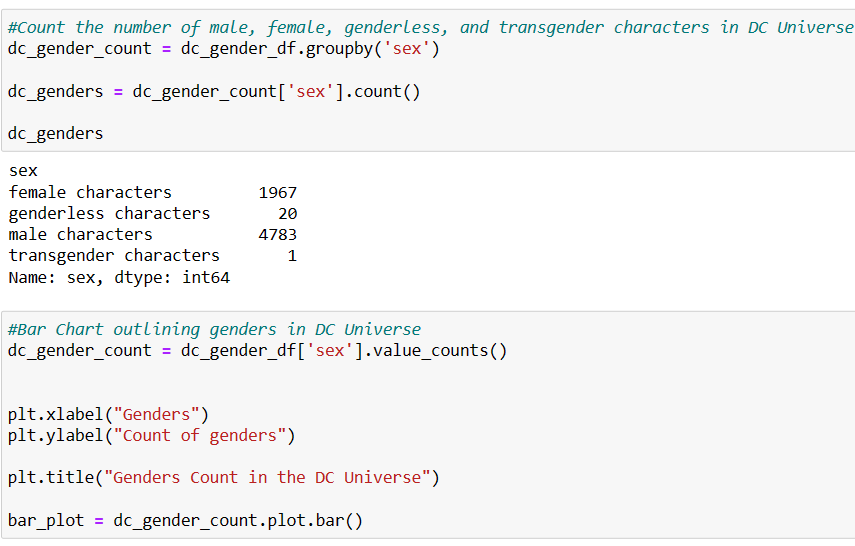 #Count the number of male, female, genderless, and transgender characters in DC Universe
dc_gender_count = dc_gender_df.groupby('sex')
dc_genders = dc_gender_count['sex'].count()
dc_genders
sex
female characters 1967
genderless characters 20
male characters 4783
transgender characters 1
Name: sex, dtype: int64
#Bar Chart outlining genders in DC Universe
dc_gender_count = dc_gender_df['sex'].value_counts()
plt.xlabel("Genders")
plt.ylabel("Count of genders")
plt.title("Genders Count in the DC Universe")
bar_plot = dc_gender_count.plot.bar()